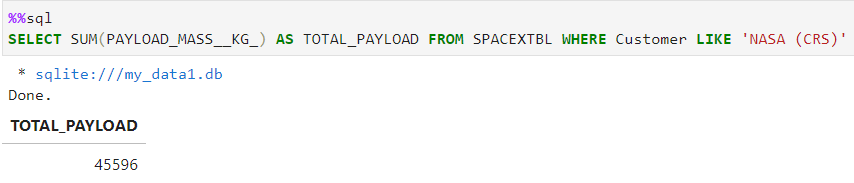 %%sql
SELECT SUM(PAYLOAD_MASS__KG_) AS TOTAL_PAYLOAD FROM SPACEXTBL WHERE Customer LIKE 'NASA (CRS)'
* sqlite:///my_data1.db
Done.
TOTAL_PAYLOAD
45596